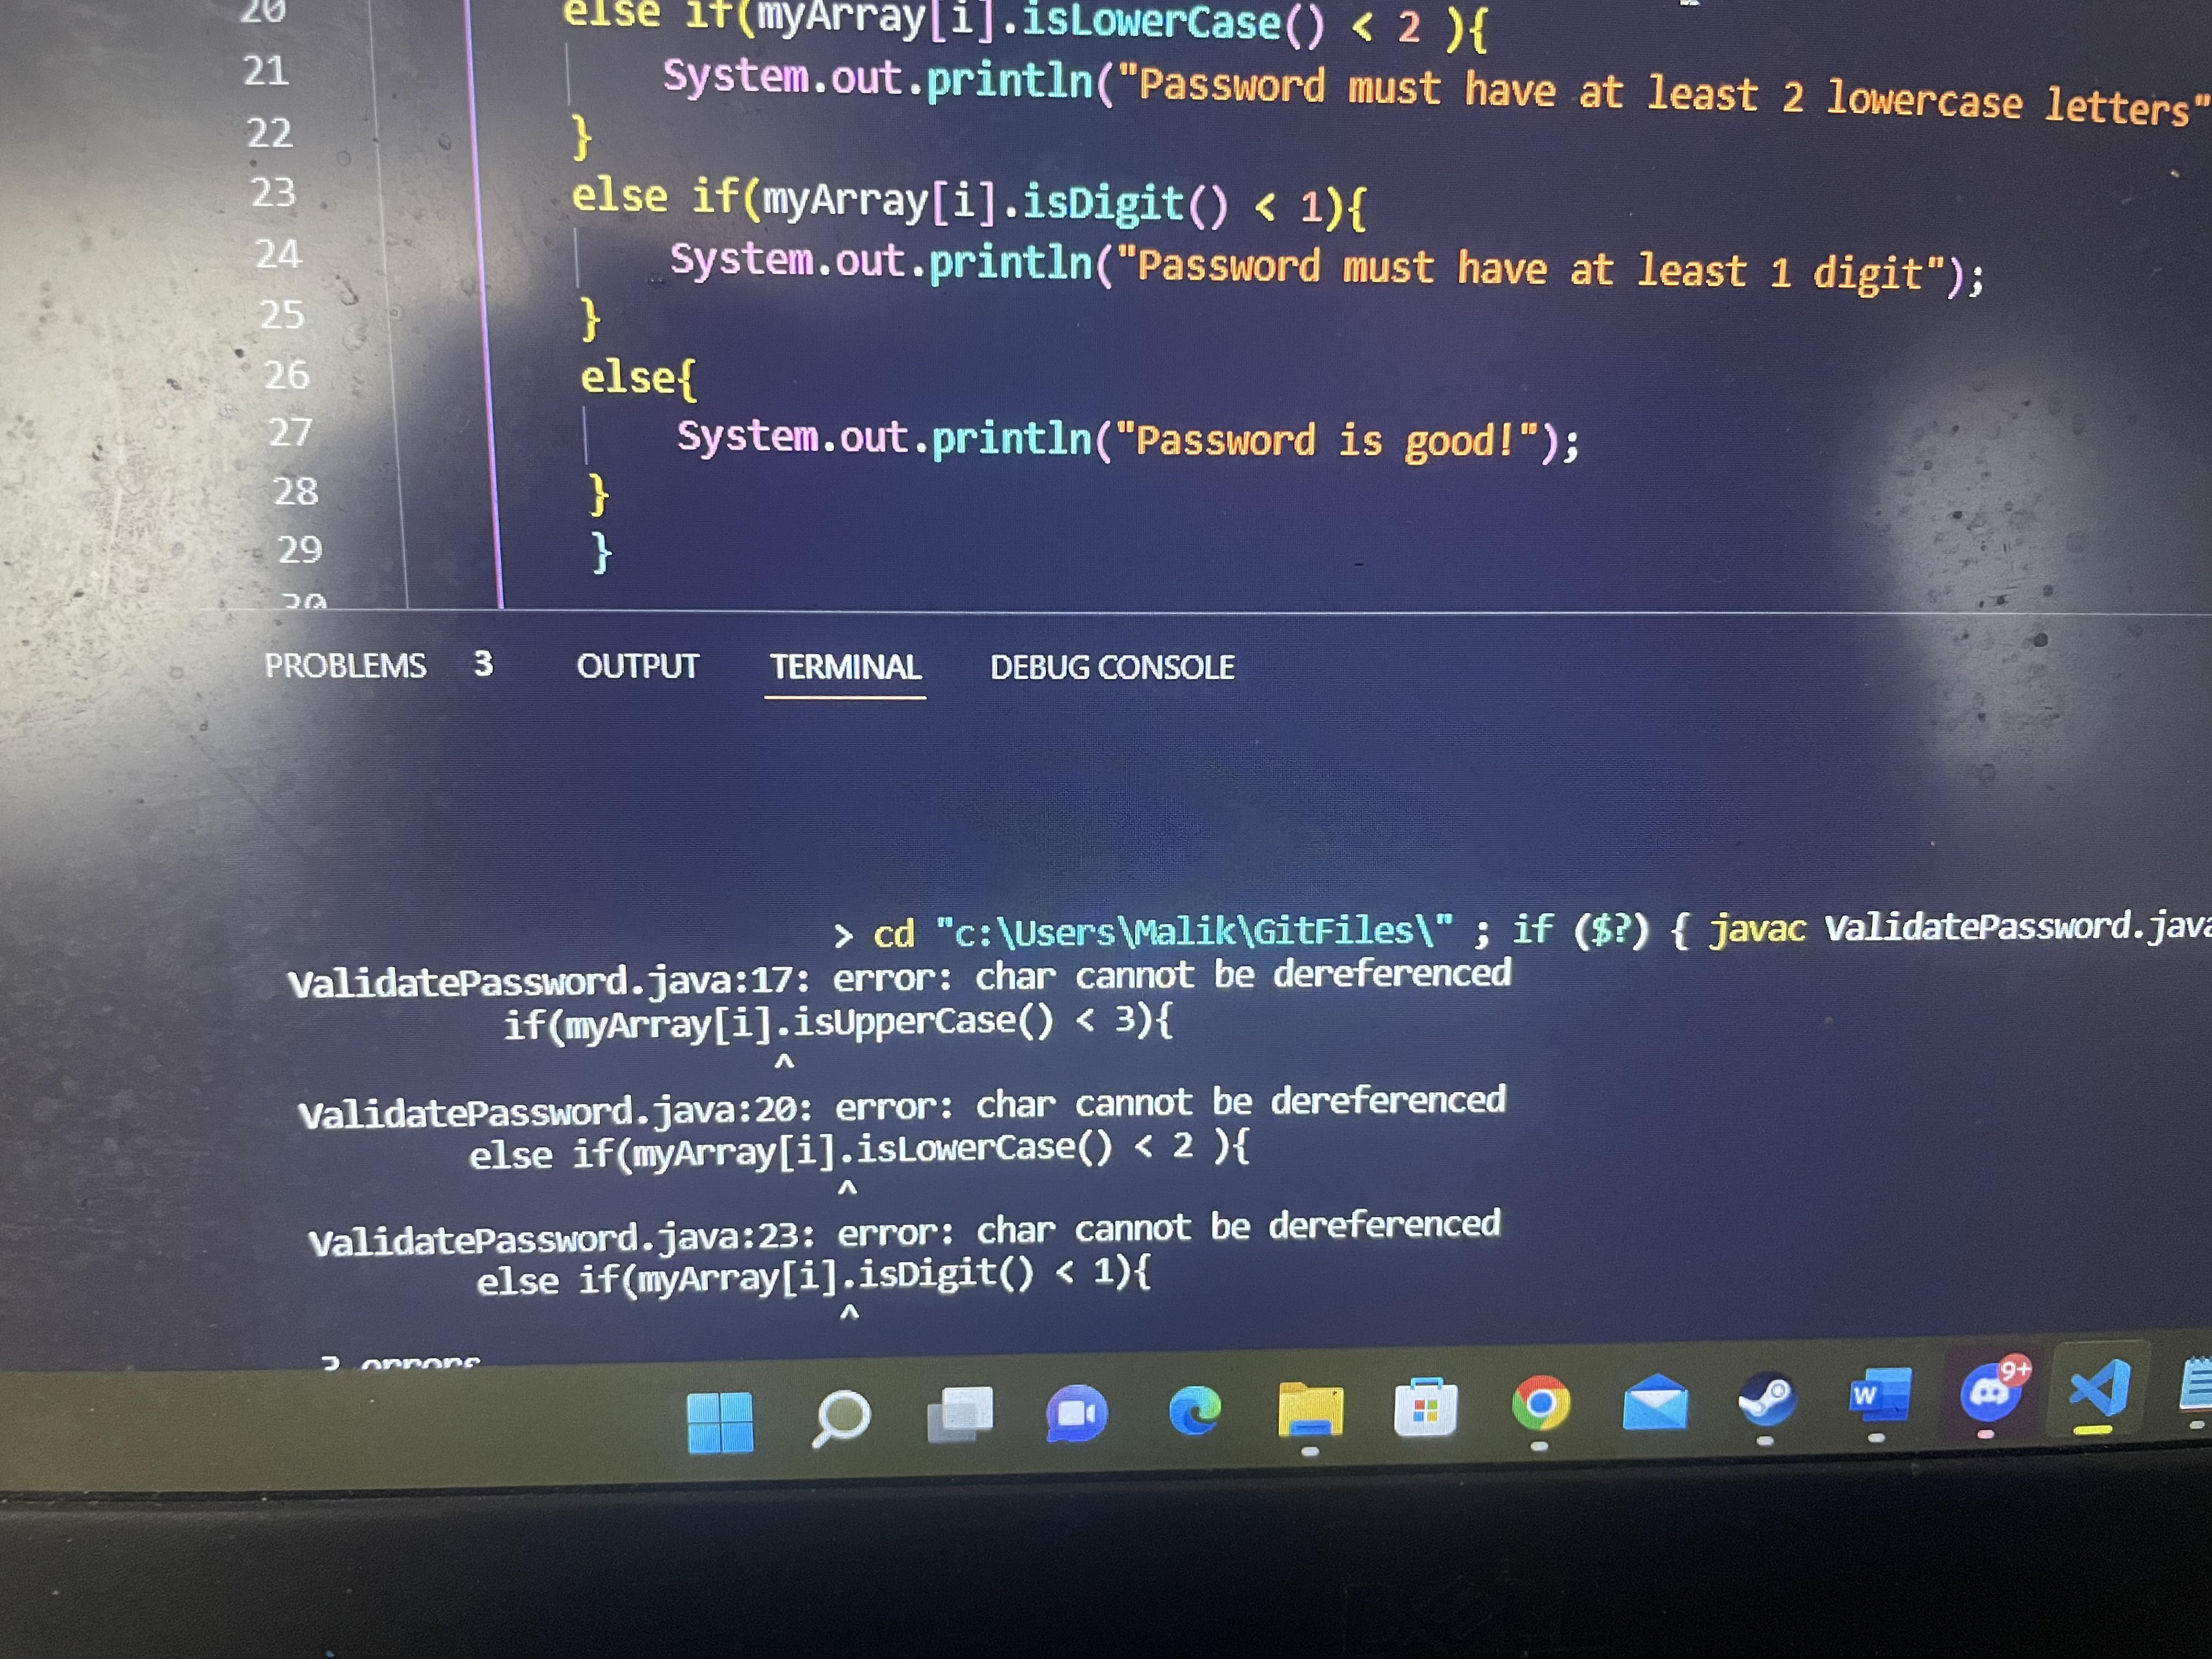 20 else if(myArray[i].isLowerCase() < 2 ){
21 System.out.println("Password must have at least 2 lowercase letters"
22 }
23 else if(myArray[i].isDigit() < 1){
24 System.out.println("Password must have at least 1 digit");
25 }
26 else{
27 System.out.println("Password is good!");
28 }
29 }
30
PROBLEMS 3 OUTPUT TERMINAL DEBUG CONSOLE
> cd "c:\Users\Malik\GitFiles\" ; if ($?) { javac ValidatePassword.java
ValidatePassword.java:17: error: char cannot be dereferenced
if(myArray[i].isUpperCase() < 3){
^
ValidatePassword.java:20: error: char cannot be dereferenced
else if(myArray[i].isLowerCase() < 2 ){
^
ValidatePassword.java:23: error: char cannot be dereferenced
else if(myArray[i].isDigit() < 1){
^
3 errors
W 9+